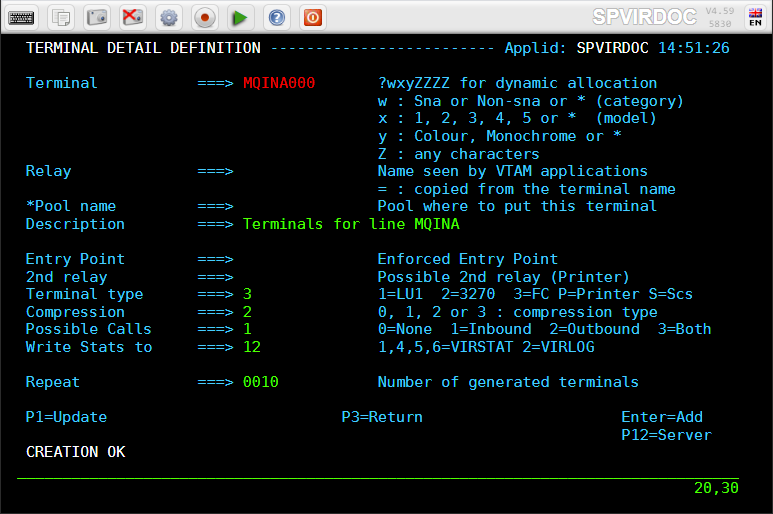 SPVIRDOC V4.59
5830
EN
TERMINAL DETAIL DEFINITION ------------------------- Applid: SPVIRDOC 14:51:26
Terminal ===> MQINA000 ?wxyZZZZ for dynamic allocation
w : Sna or Non-sna or * (category)
x : 1, 2, 3, 4, 5 or * (model)
y : Colour, Monochrome or *
Z : any characters
Relay ===> Name seen by VTAM applications
= : copied from the terminal name
*Pool name ===> Pool where to put this terminal
Description ===> Terminals for line MQINA
Entry Point ===> Enforced Entry Point
2nd relay ===> Possible 2nd relay (Printer)
Terminal type ===> 3 1=LU1 2=3270 3=FC P=Printer S=Scs
Compression ===> 2 0, 1, 2 or 3 : compression type
Possible Calls ===> 1 0=None 1=Inbound 2=Outbound 3=Both
Write Stats to ===> 12 1,4,5,6=VIRSTAT 2=VIRLOG
Repeat ===> 0010 Number of generated terminals
P1=Update P3=Return Enter=Add
P12=Server
CREATION OK
20,30